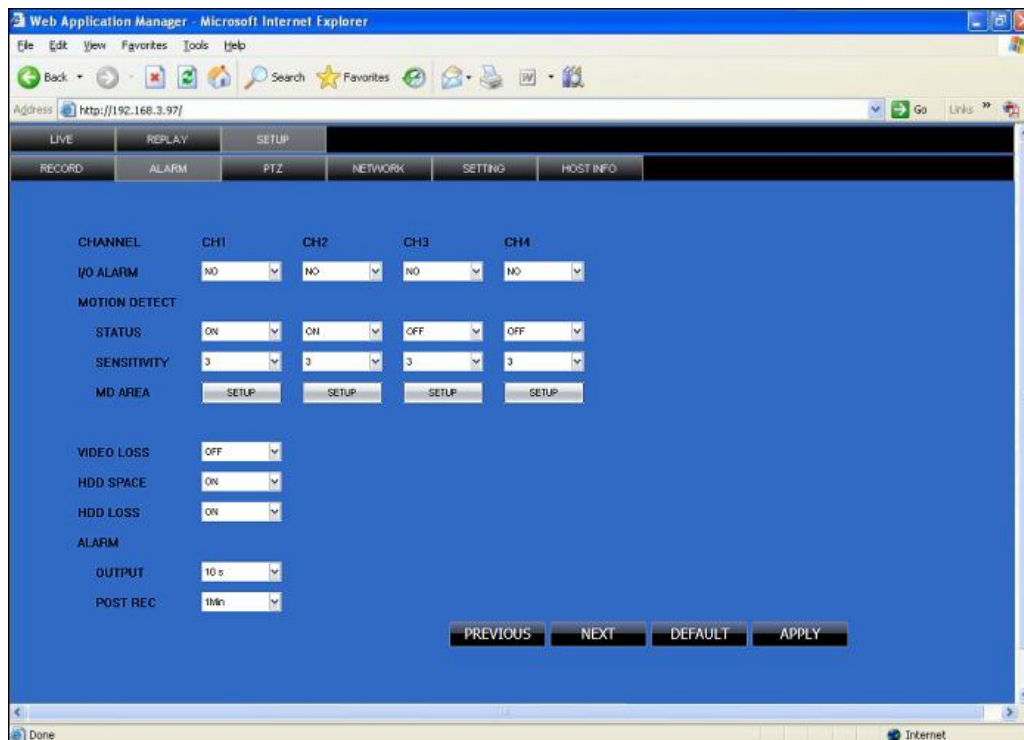 Web Application Manager - Microsoft Internet Explorer
File Edit View Favorites Tools Help
Back Search Favorites
Address http://192.168.3.97/ Go Links »
LIVE REPLAY SETUP
RECORD ALARM PTZ NETWORK SETTING HOST INFO
CHANNEL CH1 CH2 CH3 CH4
I/O ALARM NO NO NO NO
MOTION DETECT
STATUS ON ON OFF OFF
SENSITIVITY 3 3 3 3
MD AREA SETUP SETUP SETUP SETUP
VIDEO LOSS OFF
HDD SPACE ON
HDD LOSS ON
ALARM
OUTPUT 10 s
POST REC 1Min
PREVIOUS NEXT DEFAULT APPLY
Done Internet